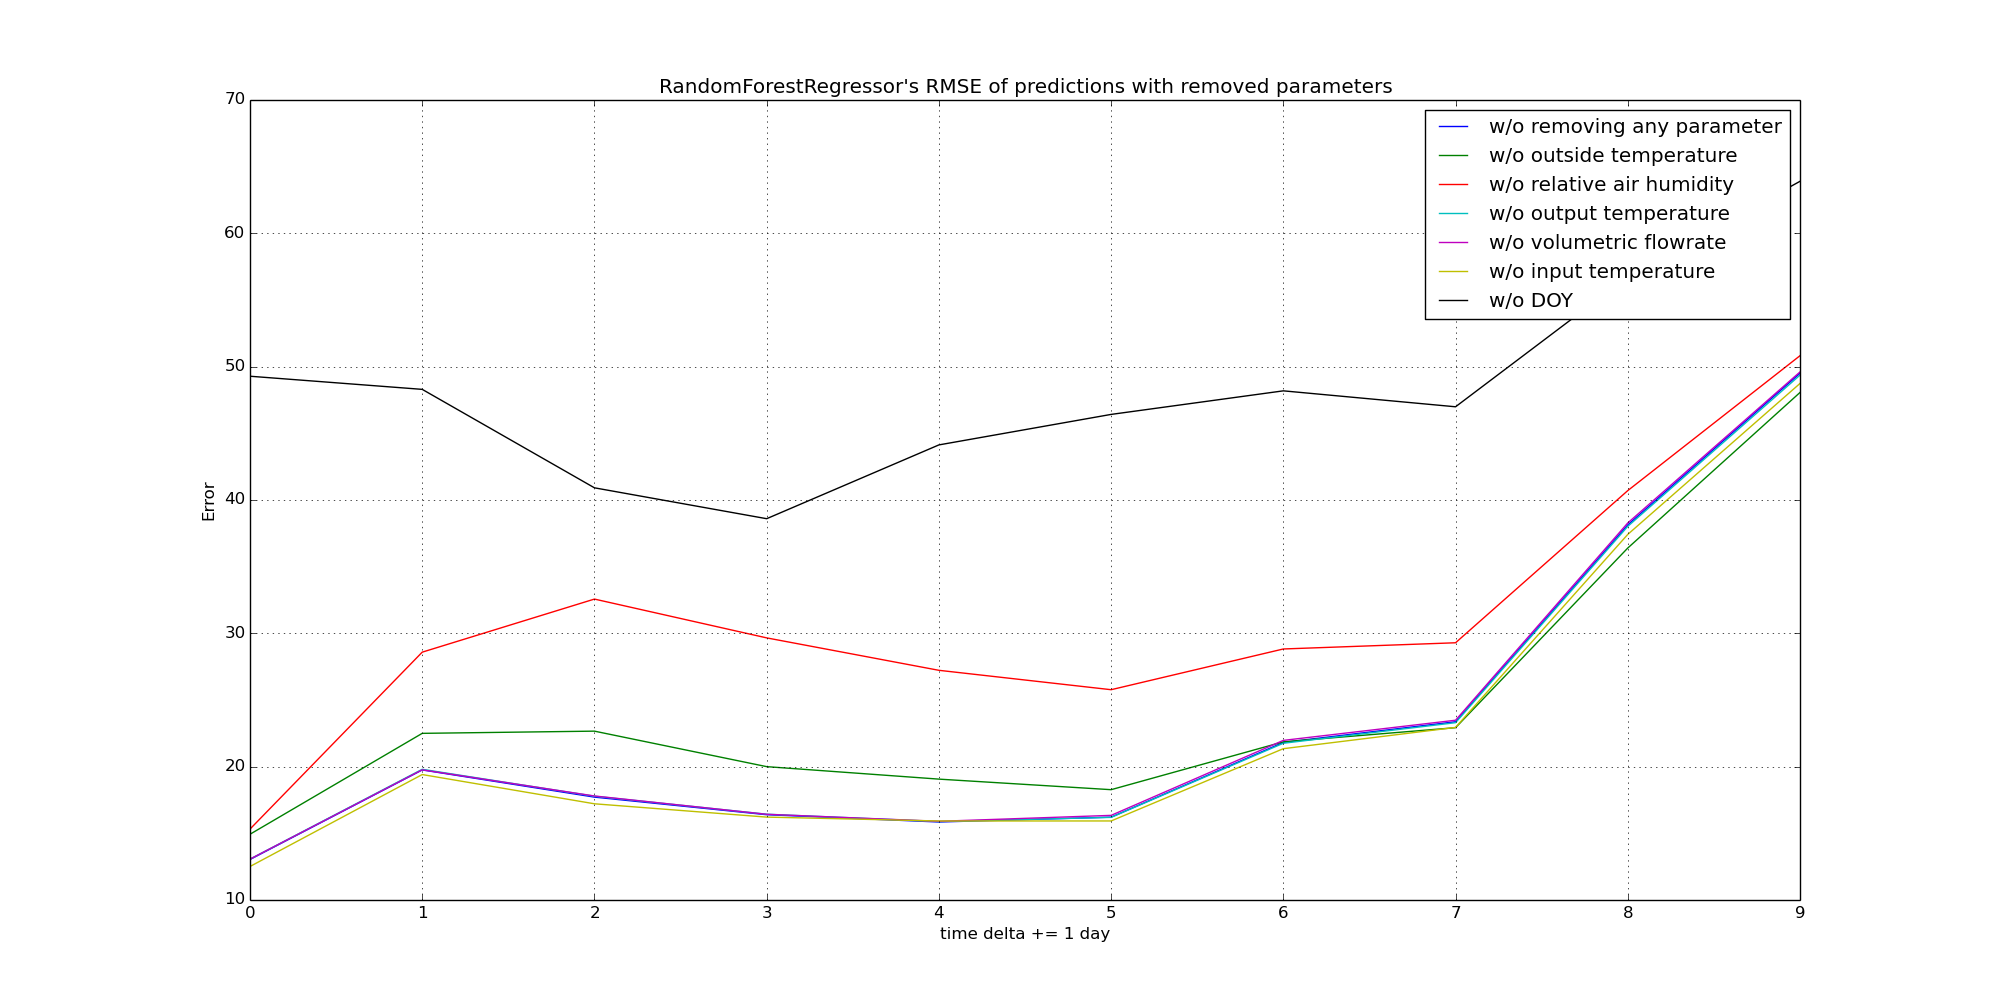 RandomForestRegressor's RMSE of predictions with removed parameters
70
60
50
40
30
20
10
Error
w/o removing any parameter
w/o outside temperature
w/o relative air humidity
w/o output temperature
w/o volumetric flowrate
w/o input temperature
w/o DOY
0 1 2 3 4 5 6 7 8 9
time delta += 1 day